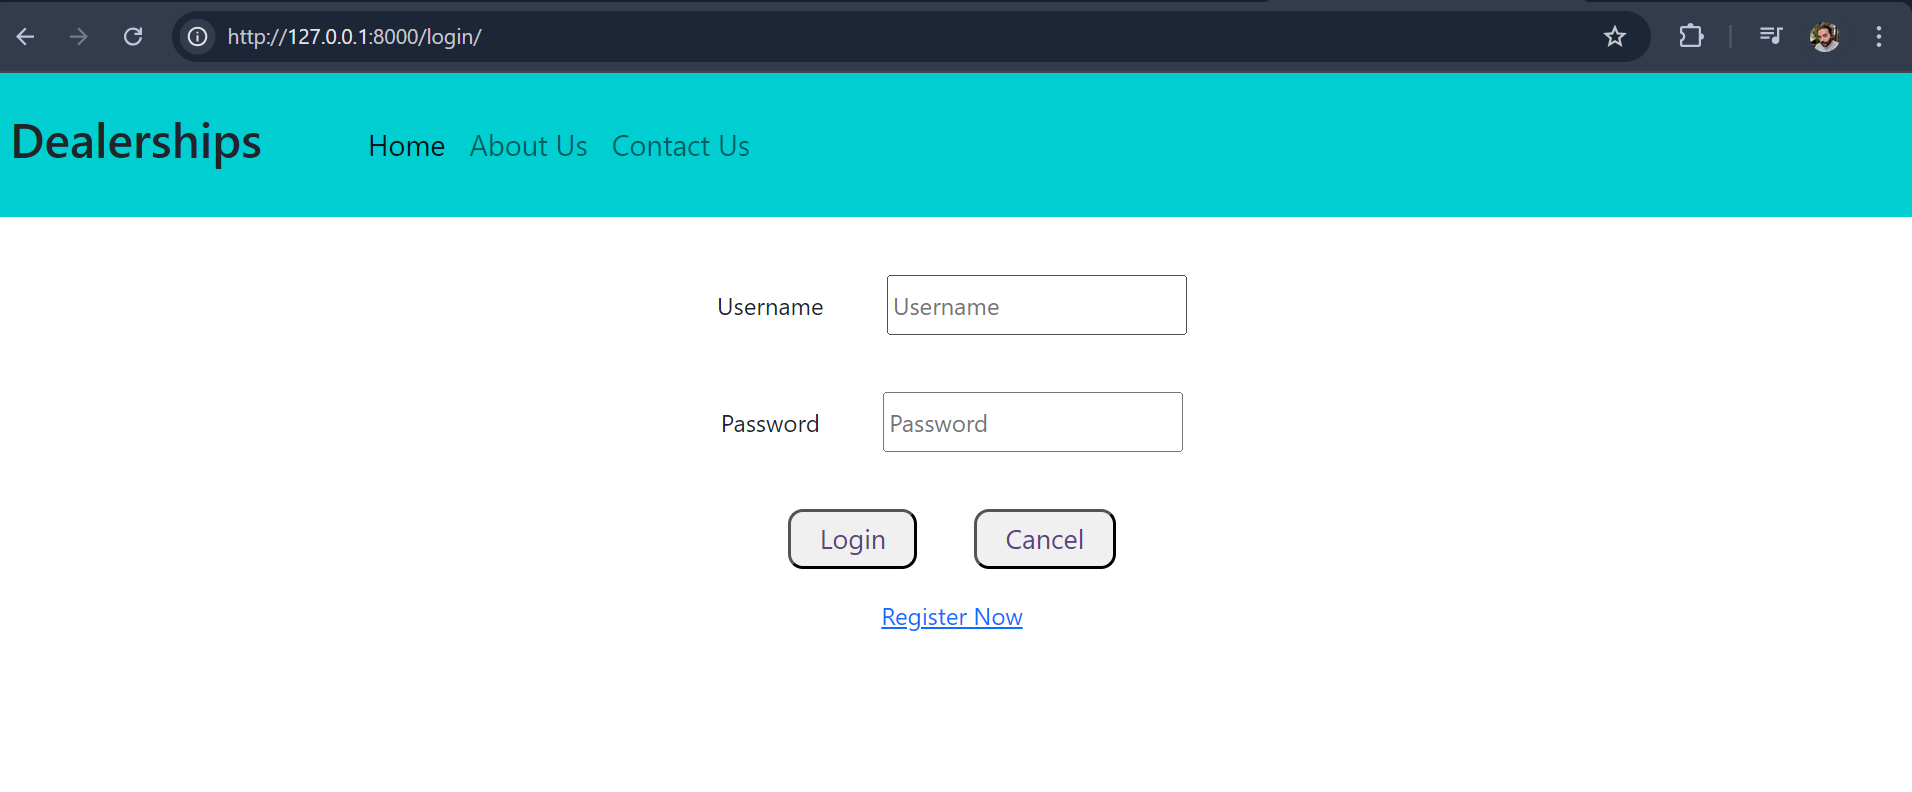 http://127.0.0.1:8000/login/
Dealerships Home About Us Contact Us
Username Username
Password Password
Login Cancel
Register Now